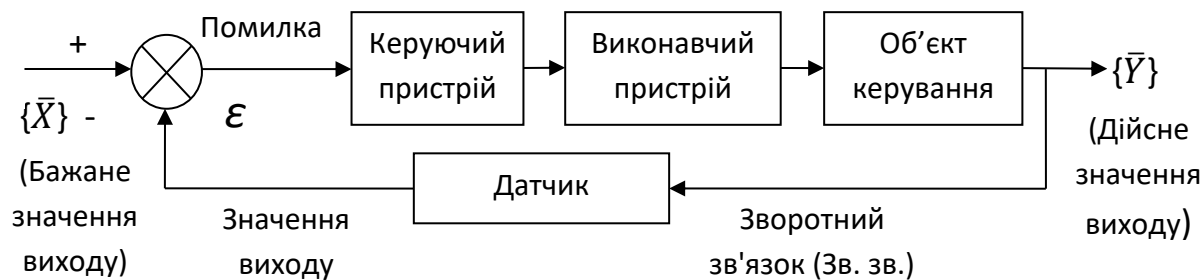 +
Помилка
Керуючий
пристрій
Виконавчий
пристрій
Об’єкт
керування
{X̄} -
ε
{Ȳ}
(Бажане
значення
виходу)
Датчик
(Дійсне
значення
виходу)
Значення
виходу
Зворотний
зв'язок (Зв. зв.)